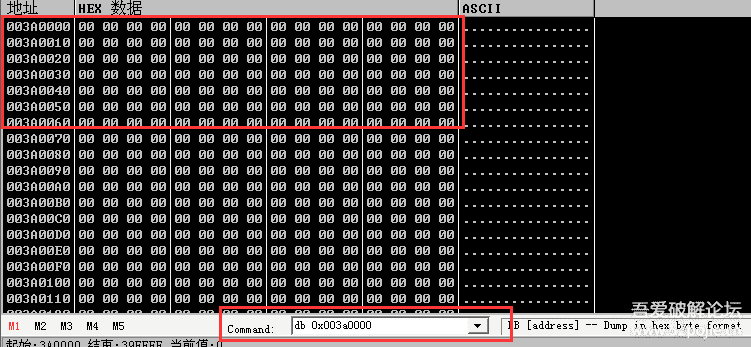 地址 HEX 数据 ASCII
003A0000 00 00 00 00 00 00 00 00 00 00 00 00 00 00 00 00 ................
003A0010 00 00 00 00 00 00 00 00 00 00 00 00 00 00 00 00 ................
003A0020 00 00 00 00 00 00 00 00 00 00 00 00 00 00 00 00 ................
003A0030 00 00 00 00 00 00 00 00 00 00 00 00 00 00 00 00 ................
003A0040 00 00 00 00 00 00 00 00 00 00 00 00 00 00 00 00 ................
003A0050 00 00 00 00 00 00 00 00 00 00 00 00 00 00 00 00 ................
003A0060 00 00 00 00 00 00 00 00 00 00 00 00 00 00 00 00 ................
003A0070 00 00 00 00 00 00 00 00 00 00 00 00 00 00 00 00 ................
003A0080 00 00 00 00 00 00 00 00 00 00 00 00 00 00 00 00 ................
003A0090 00 00 00 00 00 00 00 00 00 00 00 00 00 00 00 00 ................
003A00A0 00 00 00 00 00 00 00 00 00 00 00 00 00 00 00 00 ................
003A00B0 00 00 00 00 00 00 00 00 00 00 00 00 00 00 00 00 ................
003A00C0 00 00 00 00 00 00 00 00 00 00 00 00 00 00 00 00 ................
003A00D0 00 00 00 00 00 00 00 00 00 00 00 00 00 00 00 00 ................
003A00E0 00 00 00 00 00 00 00 00 00 00 00 00 00 00 00 00 ................
003A00F0 00 00 00 00 00 00 00 00 00 00 00 00 00 00 00 00 ................
003A0100 00 00 00 00 00 00 00 00 00 00 00 00 00 00 00 00 ................
003A0110 00 00 00 00 00 00 00 00 00 00 00 00 00 00 00 00 ................
吾爱破解论坛
M1 M2 M3 M4 M5 Command: db 0x003a0000 DB [address] -- Dump in hex byte format
起始:3A0000 结束:39FFFF 当前值:0